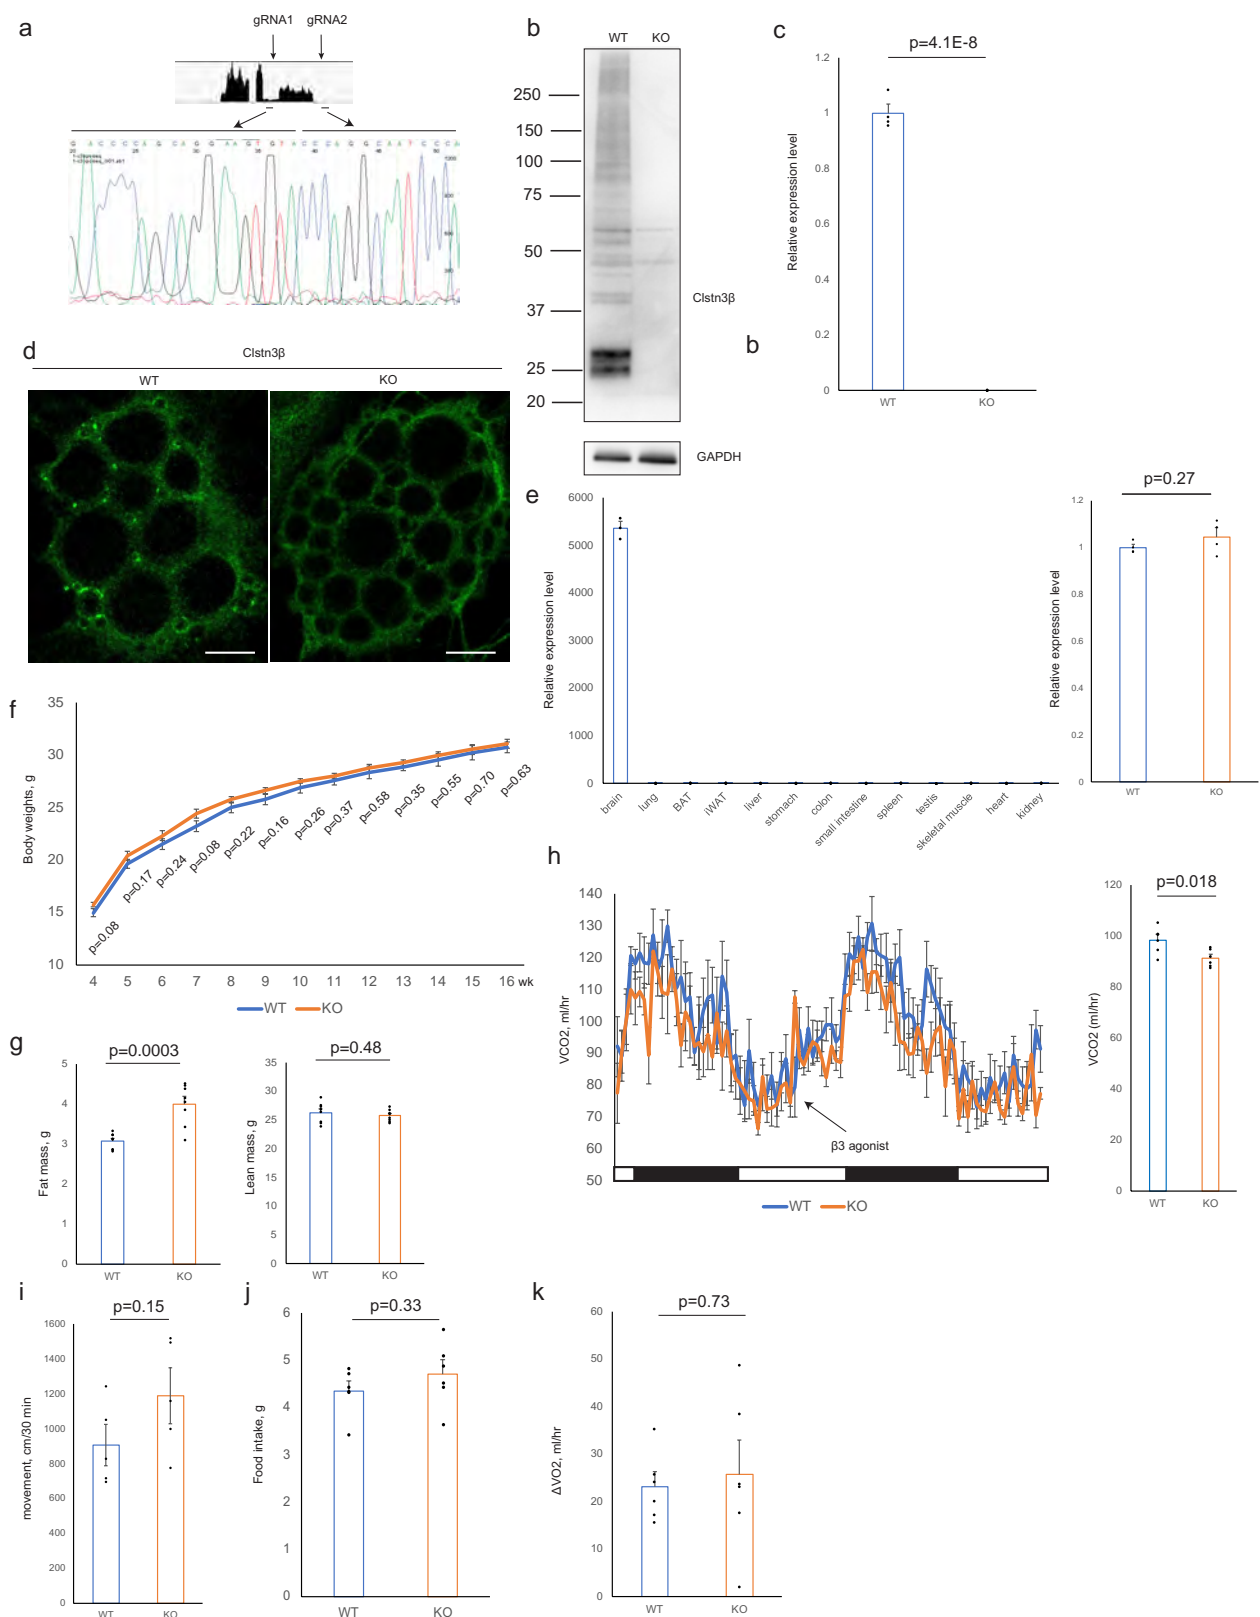 a
gRNA1 gRNA2
G A C C C C A G C A G G A A G T G T A C C C A G G C A A T C C C A
20 25 30 35 40 45 50
b
WT KO
250
150
100
75
50
37
25
20
Clstn3β
GAPDH
c
p=4.1E-8
Relative expression level
1.2
1
0.8
0.6
0.4
0.2
0
WT KO
b
d
Clstn3β
WT KO
e
Relative expression level
6000
5000
4000
3000
2000
1000
0
brain
lung
BAT
iWAT
liver
stomach
colon
small intestine
spleen
testis
skeletal muscle
heart
kidney
p=0.27
Relative expression level
1.2
1
0.8
0.6
0.4
0.2
0
WT KO
f
Body weights, g
35
30
25
20
15
10
p=0.08
p=0.17
p=0.24
p=0.08
p=0.22
p=0.16
p=0.26
p=0.37
p=0.58
p=0.35
p=0.55
p=0.70
p=0.63
4 5 6 7 8 9 10 11 12 13 14 15 16 wk
WT KO
g
p=0.0003
Fat mass, g
5
4
3
2
1
0
WT KO
p=0.48
Lean mass, g
35
30
25
20
15
10
5
0
WT KO
h
VCO2, ml/hr
140
130
120
110
100
90
80
70
60
50
β3 agonist
WT KO
p=0.018
VCO2 (ml/hr)
120
100
80
60
40
20
0
WT KO
i
p=0.15
movement, cm/30 min
1600
1400
1200
1000
800
600
400
200
0
WT KO
j
p=0.33
Food intake, g
6
5
4
3
2
1
0
WT KO
k
p=0.73
ΔVO2, ml/hr
60
50
40
30
20
10
0
WT KO